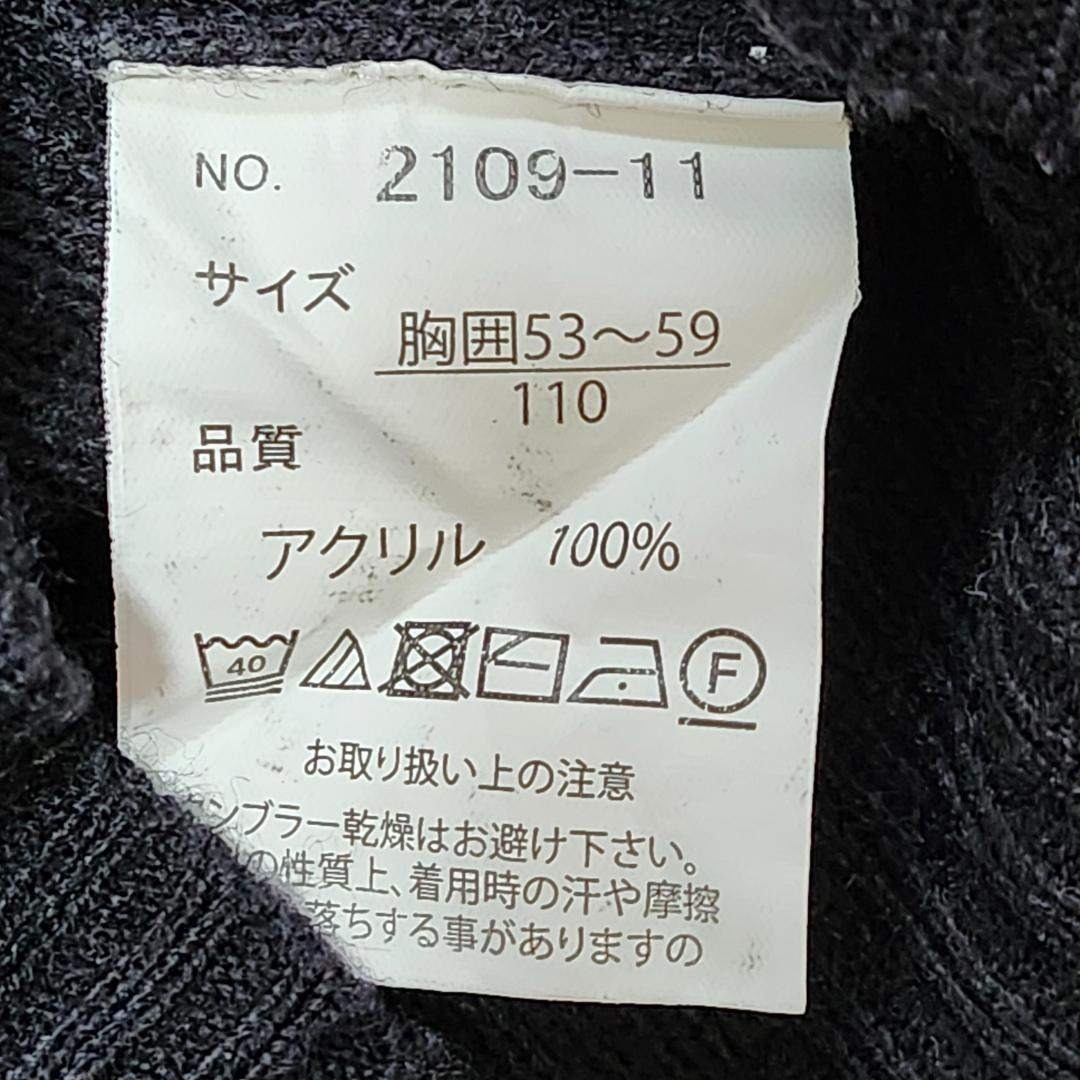 NO. 2109-11
サイズ
胸囲53～59
110
品質
アクリル 100%
40
F
お取り扱い上の注意
ンブラー乾燥はお避け下さい。
の性質上、着用時の汗や摩擦
落ちする事がありますの